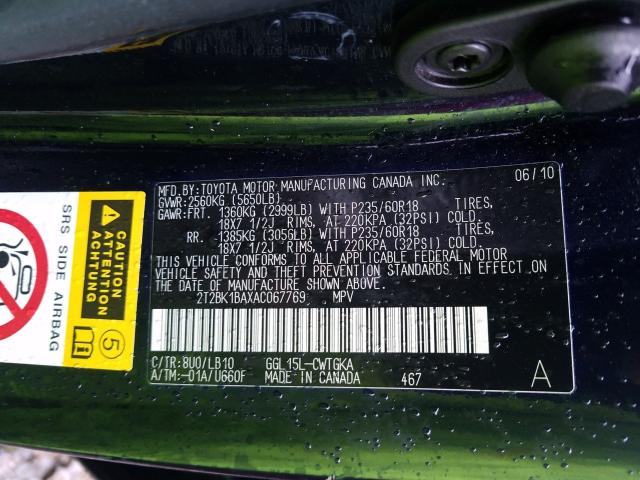 MFD. BY: TOYOTA MOTOR MANUFACTURING CANADA INC. 06/10
GVWR: 2560KG (5650LB)
GAWR: FRT. 1360KG (2999LB) WITH P235/60R18 TIRES,
18X7 1/2J RIMS, AT 220KPA (32PSI) COLD.
RR. 1385KG (3056LB) WITH P235/60R18 TIRES,
18X7 1/2J RIMS, AT 220KPA (32PSI) COLD.
THIS VEHICLE CONFORMS TO ALL APPLICABLE FEDERAL MOTOR
VEHICLE SAFETY AND THEFT PREVENTION STANDARDS IN EFFECT ON
THE DATE OF MANUFACTURE SHOWN ABOVE.
2T2BK1BAXAC067769 MPV
C/TR: 8U0/LB10 GGL15L-CWTGKA
A/TM: -01A/U660F MADE IN CANADA 467 A
SRS SIDE AIRBAG
ATTENTION
5